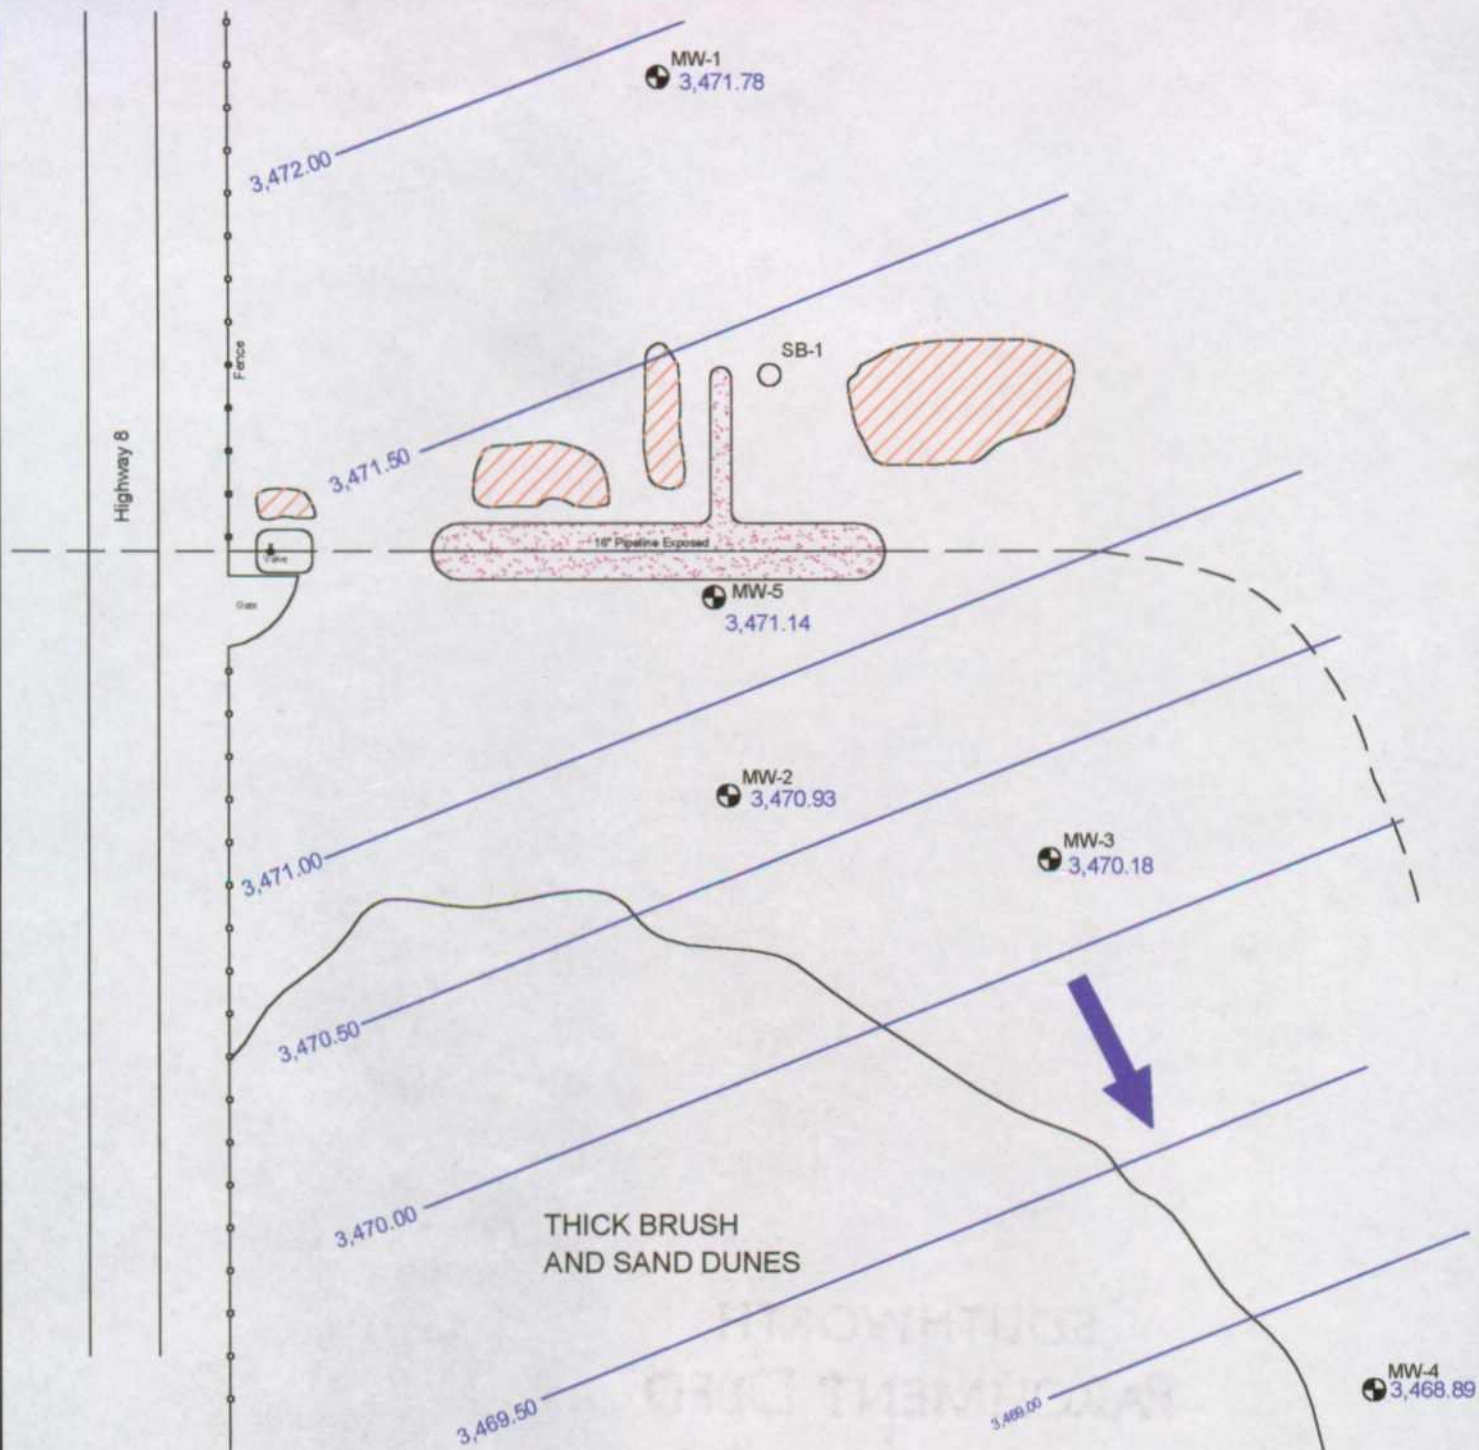 MW-1
3,471.78
3,472.00
Fence
SB-1
Highway 8
3,471.50
16" Pipeline Exposed
Valve
Gate
MW-5
3,471.14
MW-2
3,470.93
MW-3
3,470.18
3,471.00
3,470.50
3,470.00
THICK BRUSH
AND SAND DUNES
MW-4
3,468.89
3,469.50
3,469.00